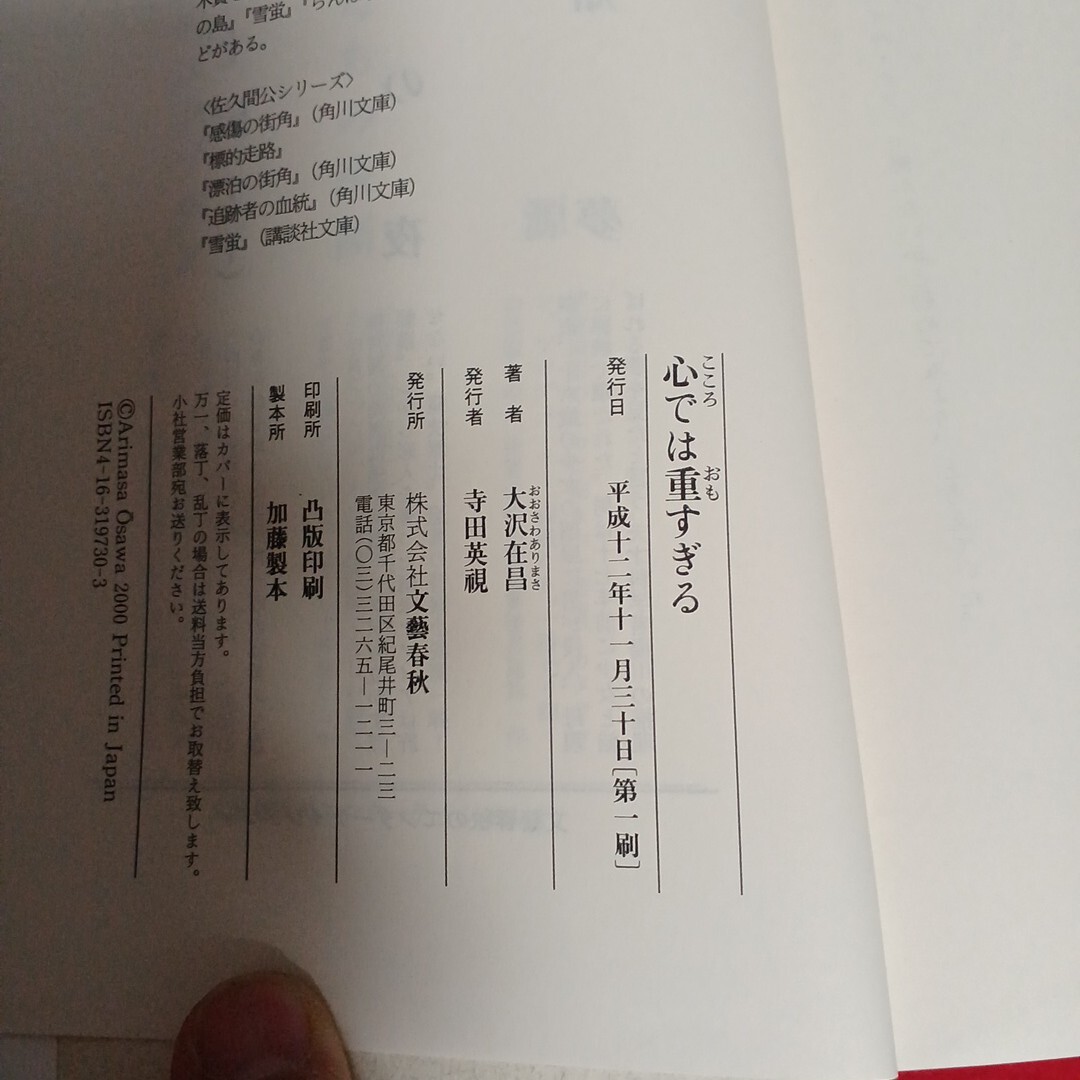 の島』『雪蛍』
どがある。
〈佐久間公シリーズ〉
『感傷の街角』（角川文庫）
『標的走路』
『漂泊の街角』（角川文庫）
『追跡者の血統』（角川文庫）
『雪蛍』（講談社文庫）
心では重すぎる
こころ
おも
発行日 平成十二年十一月三十日［第一刷］
著者 大沢在昌
おおさわありまさ
発行者 寺田英視
発行所 株式会社文藝春秋
東京都千代田区紀尾井町三―二三
電話（〇三）三二六五―一二一一
印刷所 凸版印刷
製本所 加藤製本
定価はカバーに表示してあります。
万一、落丁、乱丁の場合は送料当方負担でお取替え致します。
小社営業部宛お送りください。
©Arimasa Ōsawa 2000 Printed in Japan
ISBN4-16-319730-3